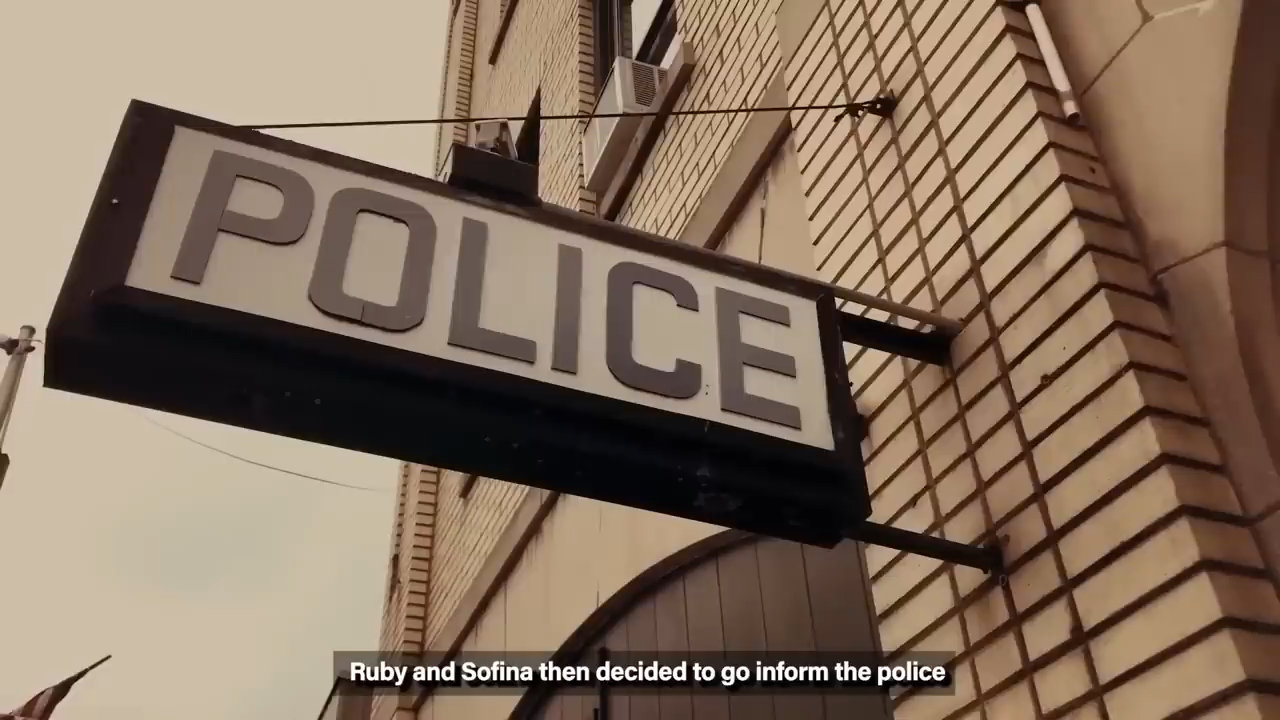 POLICE
Ruby and Sofina then decided to go inform the police